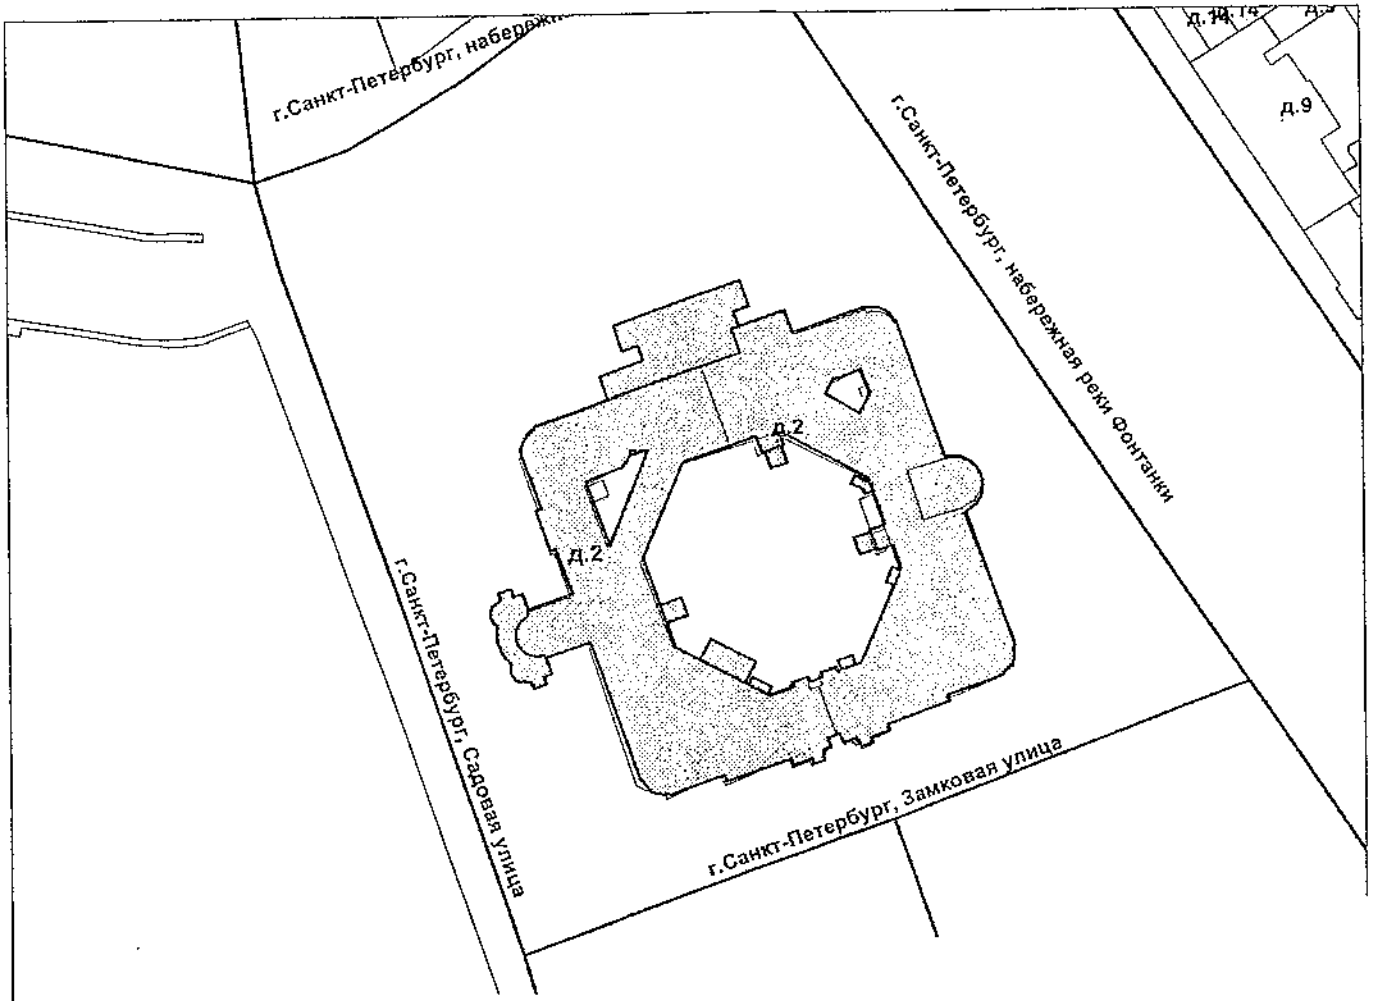 г.Санкт-Петербург, набережн
д.14
д.9
г.Санкт-Петербург, набережная реки Фонтанки
д.2
д.2
г.Санкт-Петербург, Садовая улица
г.Санкт-Петербург, Замковая улица